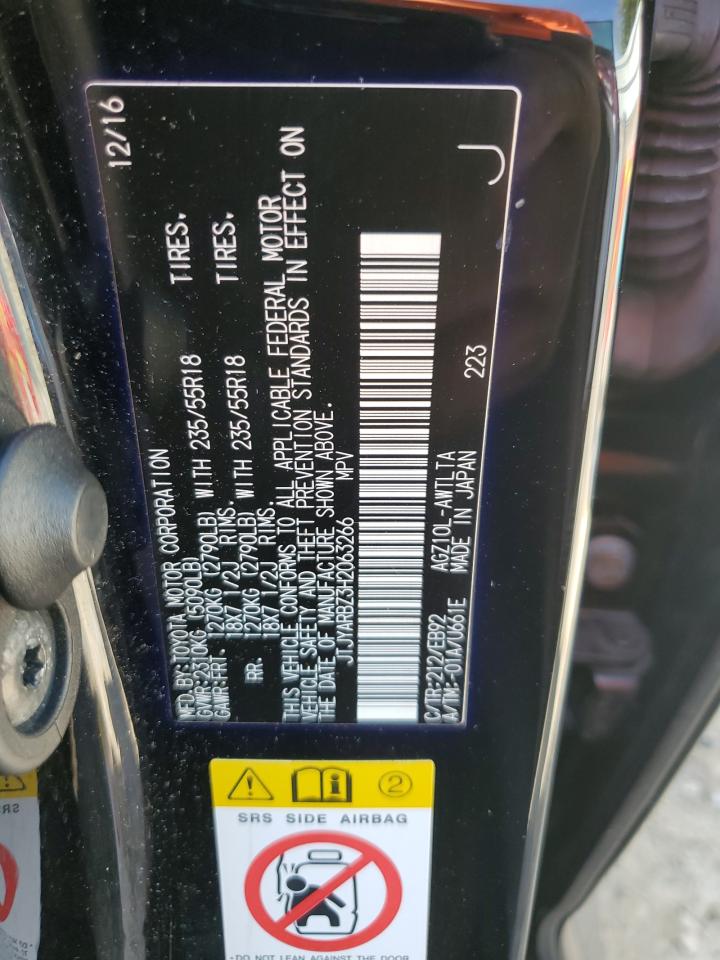 MFD.BY:TOYOTA MOTOR CORPORATION 12/16
GVWR:2310KG (5090LB)
GAWR:FRT. 1270KG (2790LB) WITH 235/55R18 TIRES.
18X7 1/2J RIMS.
RR. 1270KG (2790LB) WITH 235/55R18 TIRES.
18X7 1/2J RIMS.
THIS VEHICLE CONFORMS TO ALL APPLICABLE FEDERAL MOTOR
VEHICLE SAFETY AND THEFT PREVENTION STANDARDS IN EFFECT ON
THE DATE OF MANUFACTURE SHOWN ABOVE.
JTJYARBZ3H2063266 MPV
C/TR:212/EB92 AGZ10L-AWTLTA
A/TM:-01A/U661E MADE IN JAPAN 223
J
2
SRS SIDE AIRBAG
• DO NOT LEAN AGAINST THE DOOR.
SRS